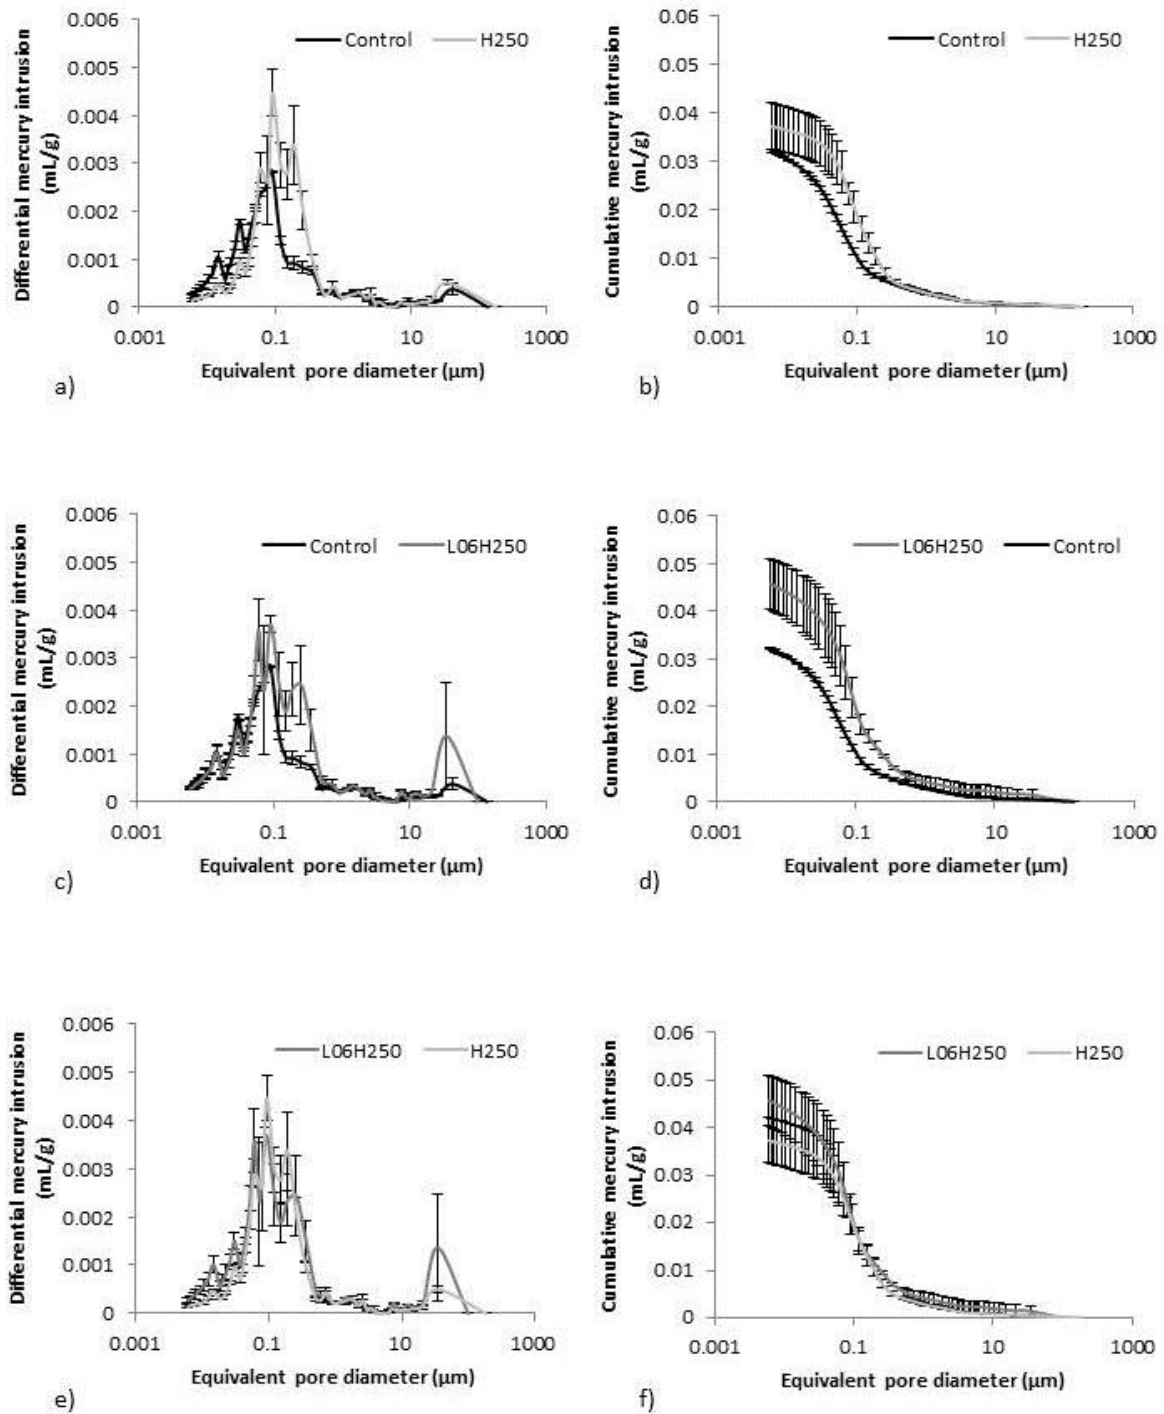 0.006
0.005
0.004
0.003
0.002
0.001
0
Differential mercury intrusion
(mL/g)
Control H250
0.001 0.1 10 1000
Equivalent pore diameter (µm)
a)
0.06
0.05
0.04
0.03
0.02
0.01
0
Cumulative mercury intrusion
(mL/g)
Control H250
0.001 0.1 10 1000
Equivalent pore diameter (µm)
b)
0.006
0.005
0.004
0.003
0.002
0.001
0
Differential mercury intrusion
(mL/g)
Control L06H250
0.001 0.1 10 1000
Equivalent pore diameter (µm)
c)
0.06
0.05
0.04
0.03
0.02
0.01
0
Cumulative mercury intrusion
(mL/g)
L06H250 Control
0.001 0.1 10 1000
Equivalent pore diameter (µm)
d)
0.006
0.005
0.004
0.003
0.002
0.001
0
Differential mercury intrusion
(mL/g)
L06H250 H250
0.001 0.1 10 1000
Equivalent pore diameter (µm)
e)
0.06
0.05
0.04
0.03
0.02
0.01
0
Cumulative mercury intrusion
(mL/g)
L06H250 H250
0.001 0.1 10 1000
Equivalent pore diameter (µm)
f)